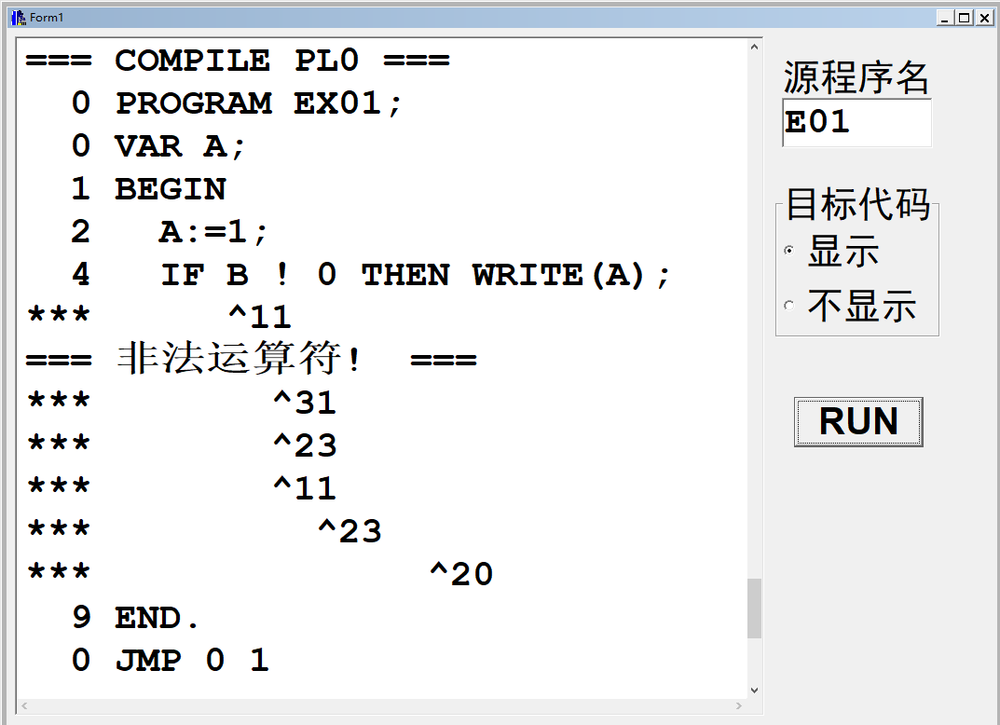 Form1
=== COMPILE PL0 ===
0 PROGRAM EX01;
0 VAR A;
1 BEGIN
2 A:=1;
4 IF B ! 0 THEN WRITE(A);
*** ^11
=== 非法运算符! ===
*** ^31
*** ^23
*** ^11
*** ^23
*** ^20
9 END.
0 JMP 0 1
源程序名
E01
目标代码
显示
不显示
RUN